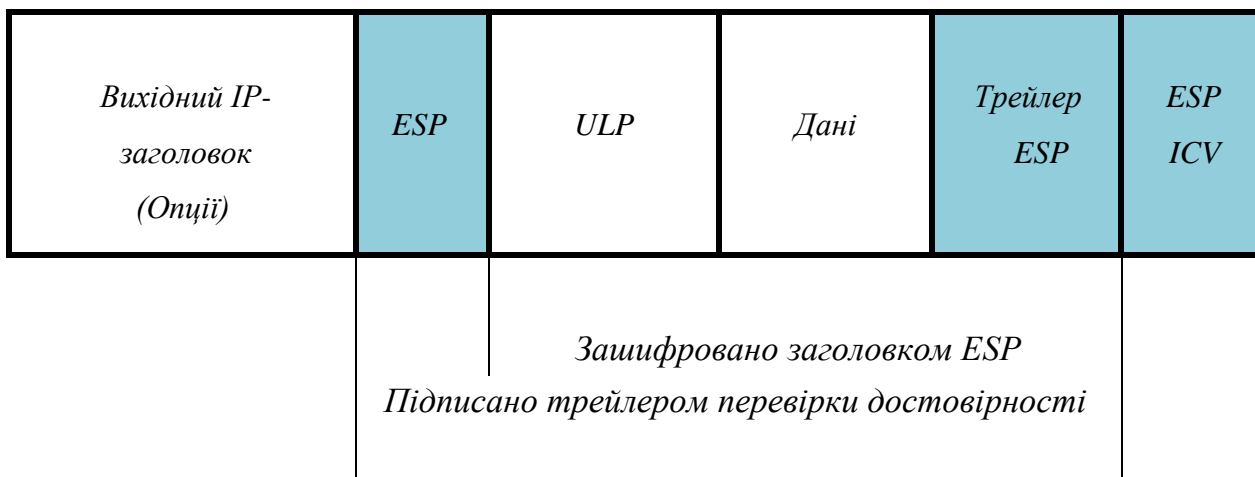 Вихідний IP-
заголовок
(Опції)
ESP
ULP
Дані
Трейлер
ESP
ESP
ICV
Зашифровано заголовком ESP
Підписано трейлером перевірки достовірності